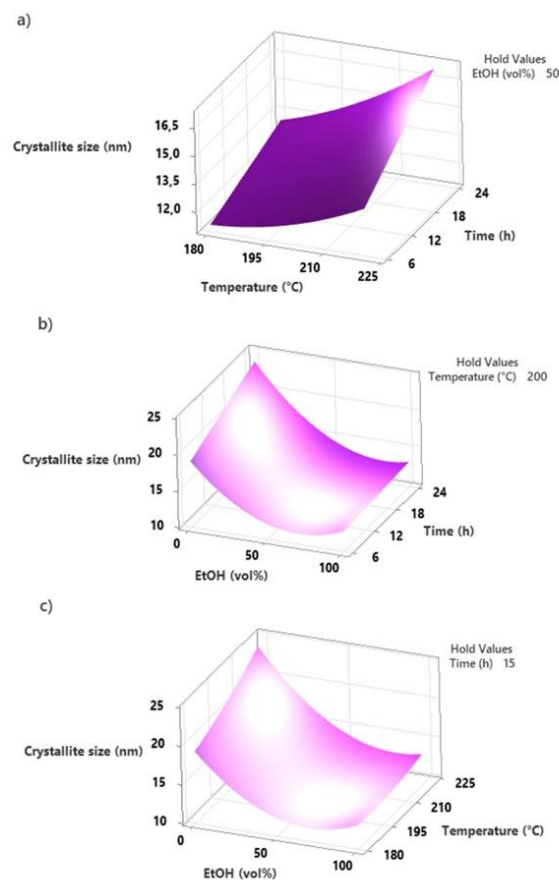 a)
Hold Values
EtOH (vol%) 50
16,5
Crystallite size (nm)
15,0
13,5
12,0
24
18
12
Time (h)
6
180
195
210
225
Temperature (°C)
b)
Hold Values
Temperature (°C) 200
25
20
Crystallite size (nm)
15
10
24
18
12
Time (h)
6
0
50
100
EtOH (vol%)
c)
Hold Values
Time (h) 15
25
Crystallite size (nm)
20
15
10
225
210
195
Temperature (°C)
180
0
50
100
EtOH (vol%)